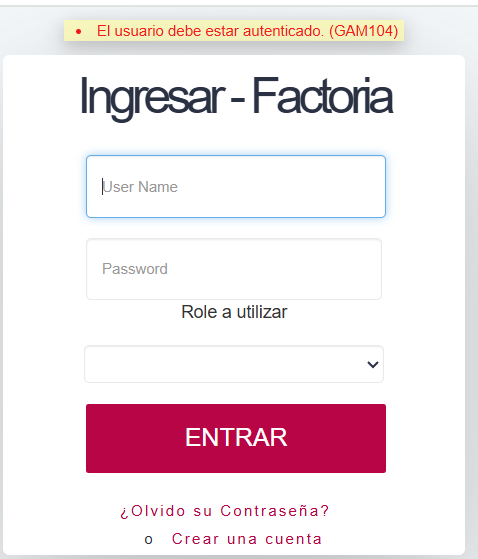 El usuario debe estar autenticado. (GAM104)
Ingresar - Factoria
User Name
Password
Role a utilizar
ENTRAR
¿Olvido su Contraseña?
o Crear una cuenta